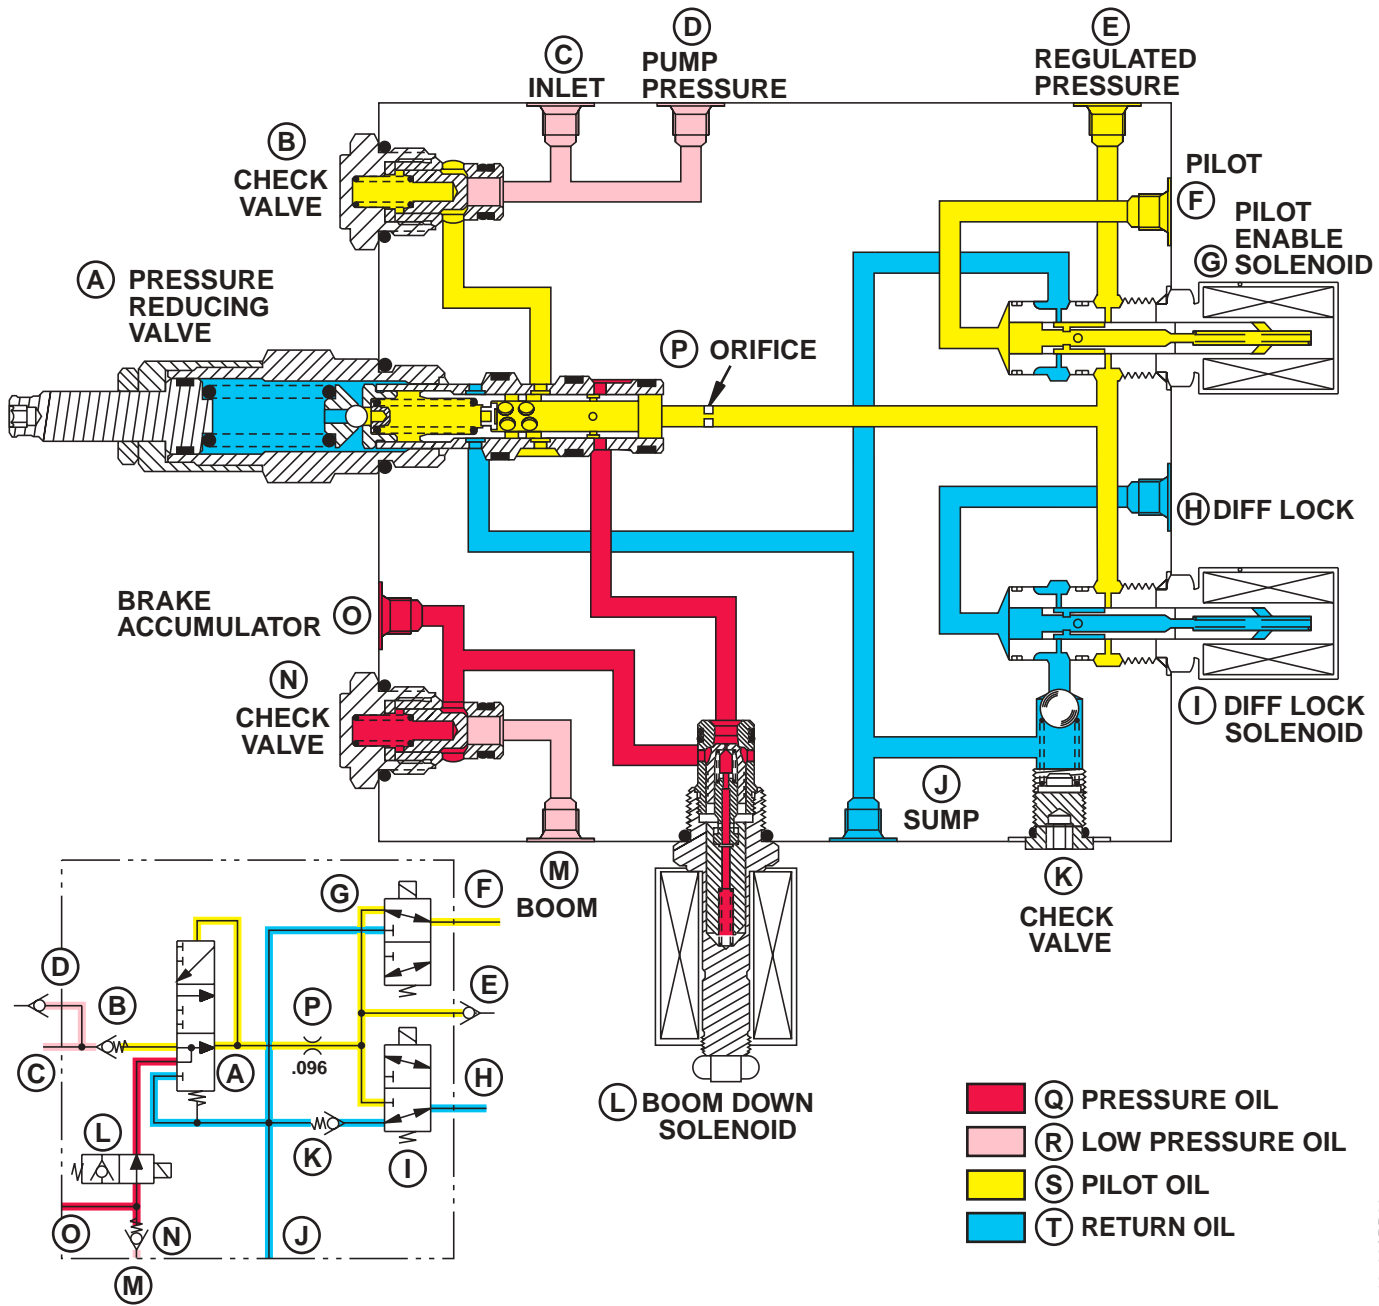 C
INLET
D
PUMP
PRESSURE
E
REGULATED
PRESSURE
B
CHECK
VALVE
PILOT
F
PILOT
ENABLE
G SOLENOID
A PRESSURE
REDUCING
VALVE
P ORIFICE
H DIFF LOCK
BRAKE
ACCUMULATOR O
N
CHECK
VALVE
I DIFF LOCK
SOLENOID
J
SUMP
M
BOOM
K
CHECK
VALVE
L BOOM DOWN
SOLENOID
G
F
D
B
P
E
C
A
.096
H
L
K
I
O
N
J
M
Q PRESSURE OIL
R LOW PRESSURE OIL
S PILOT OIL
T RETURN OIL